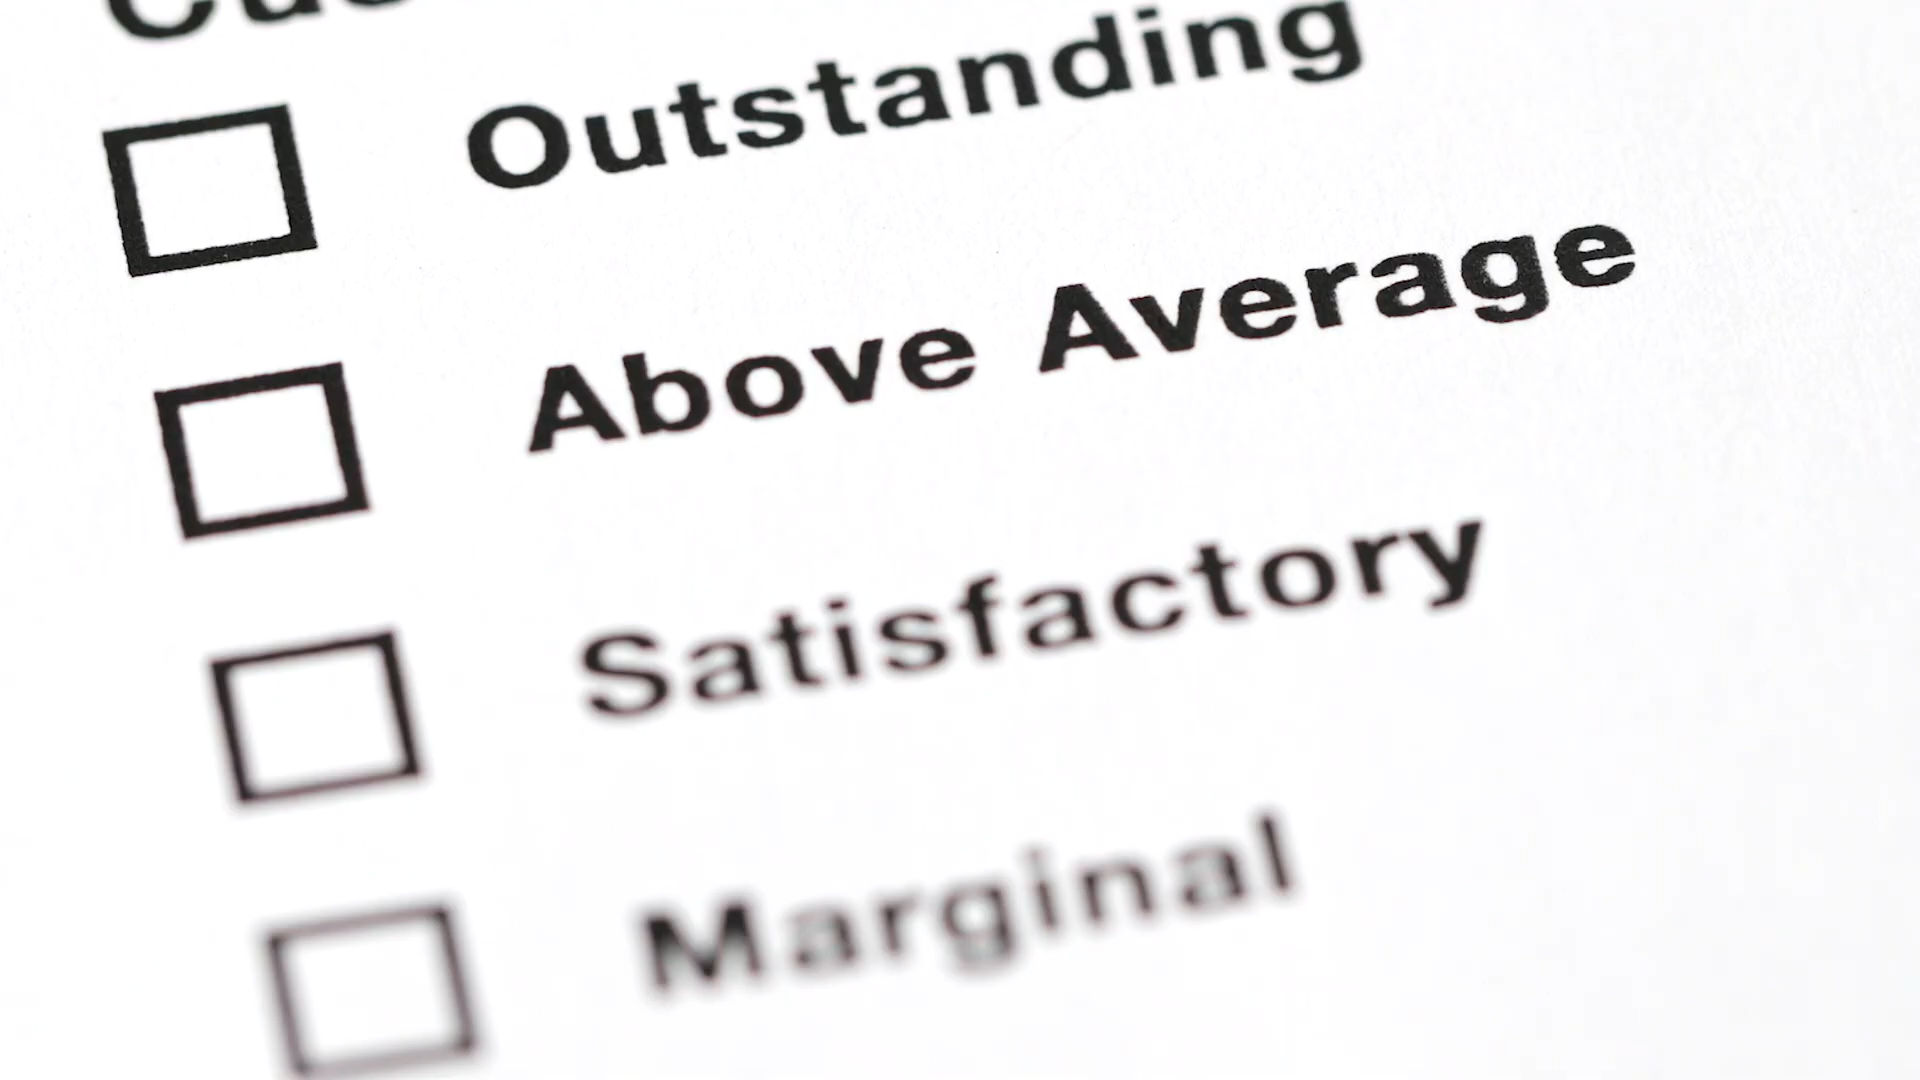 Outstanding
Above Average
Satisfactory
Marginal